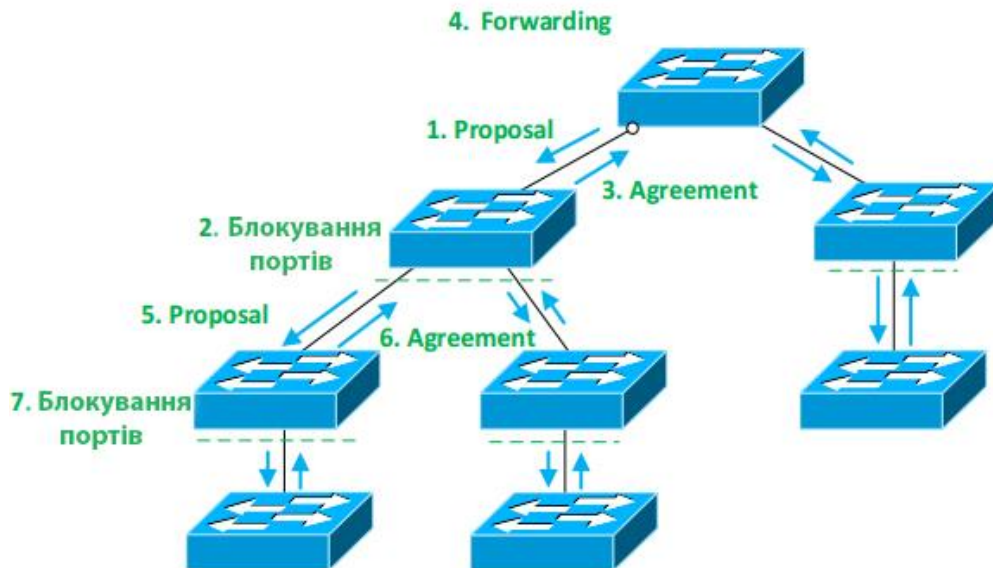 4. Forwarding
1. Proposal
3. Agreement
2. Блокування
портів
5. Proposal
6. Agreement
7. Блокування
портів